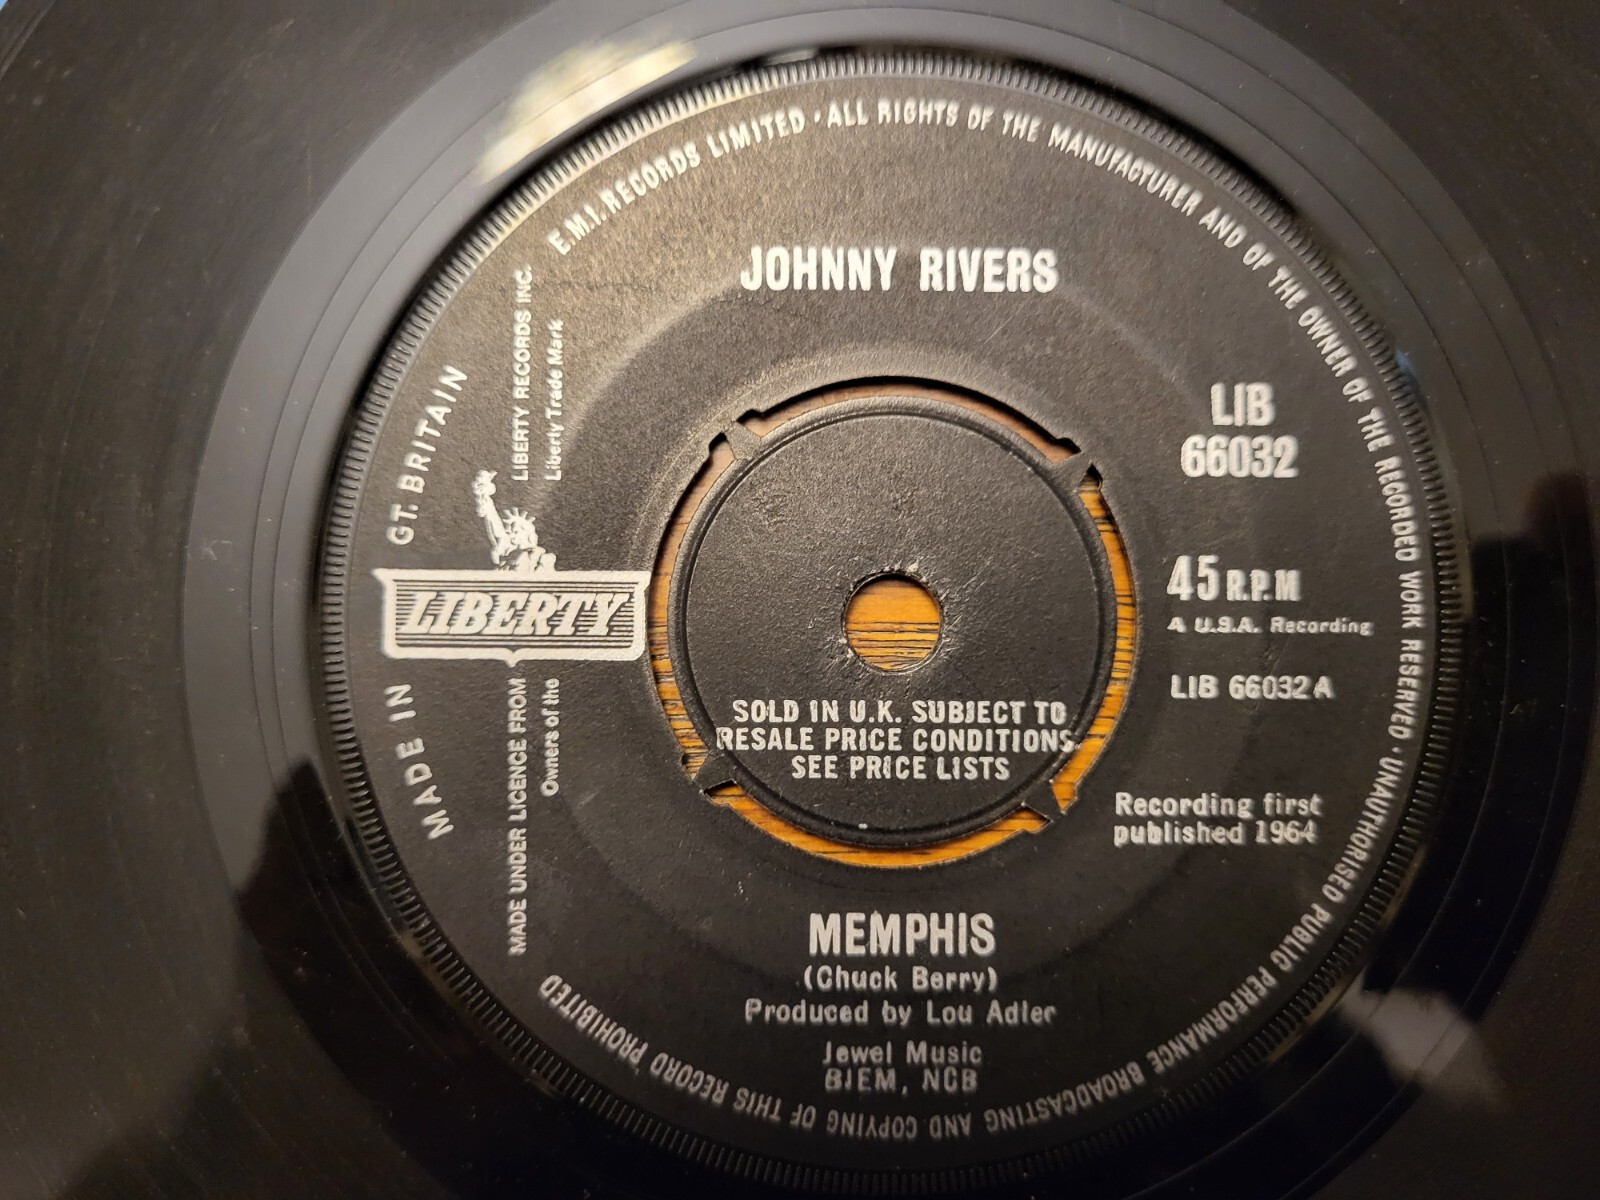 E.M.I. RECORDS LIMITED · ALL RIGHTS OF THE MANUFACTURER AND OF THE OWNER OF THE RECORDED WORK RESERVED · UNAUTHORISED PUBLIC PERFORMANCE BROADCASTING AND COPYING OF THIS RECORD PROHIBITED
MADE IN GT. BRITAIN
JOHNNY RIVERS
LIBERTY RECORDS INC.
Liberty Trade Mark
LIBERTY
MADE UNDER LICENCE FROM
Owners of the
LIB
66032
45 R.P.M
A U.S.A. Recording
LIB 66032 A
SOLD IN U.K. SUBJECT TO
RESALE PRICE CONDITIONS.
SEE PRICE LISTS
Recording first
published 1964
MEMPHIS
(Chuck Berry)
Produced by Lou Adler
Jewel Music
BIEM, NCB